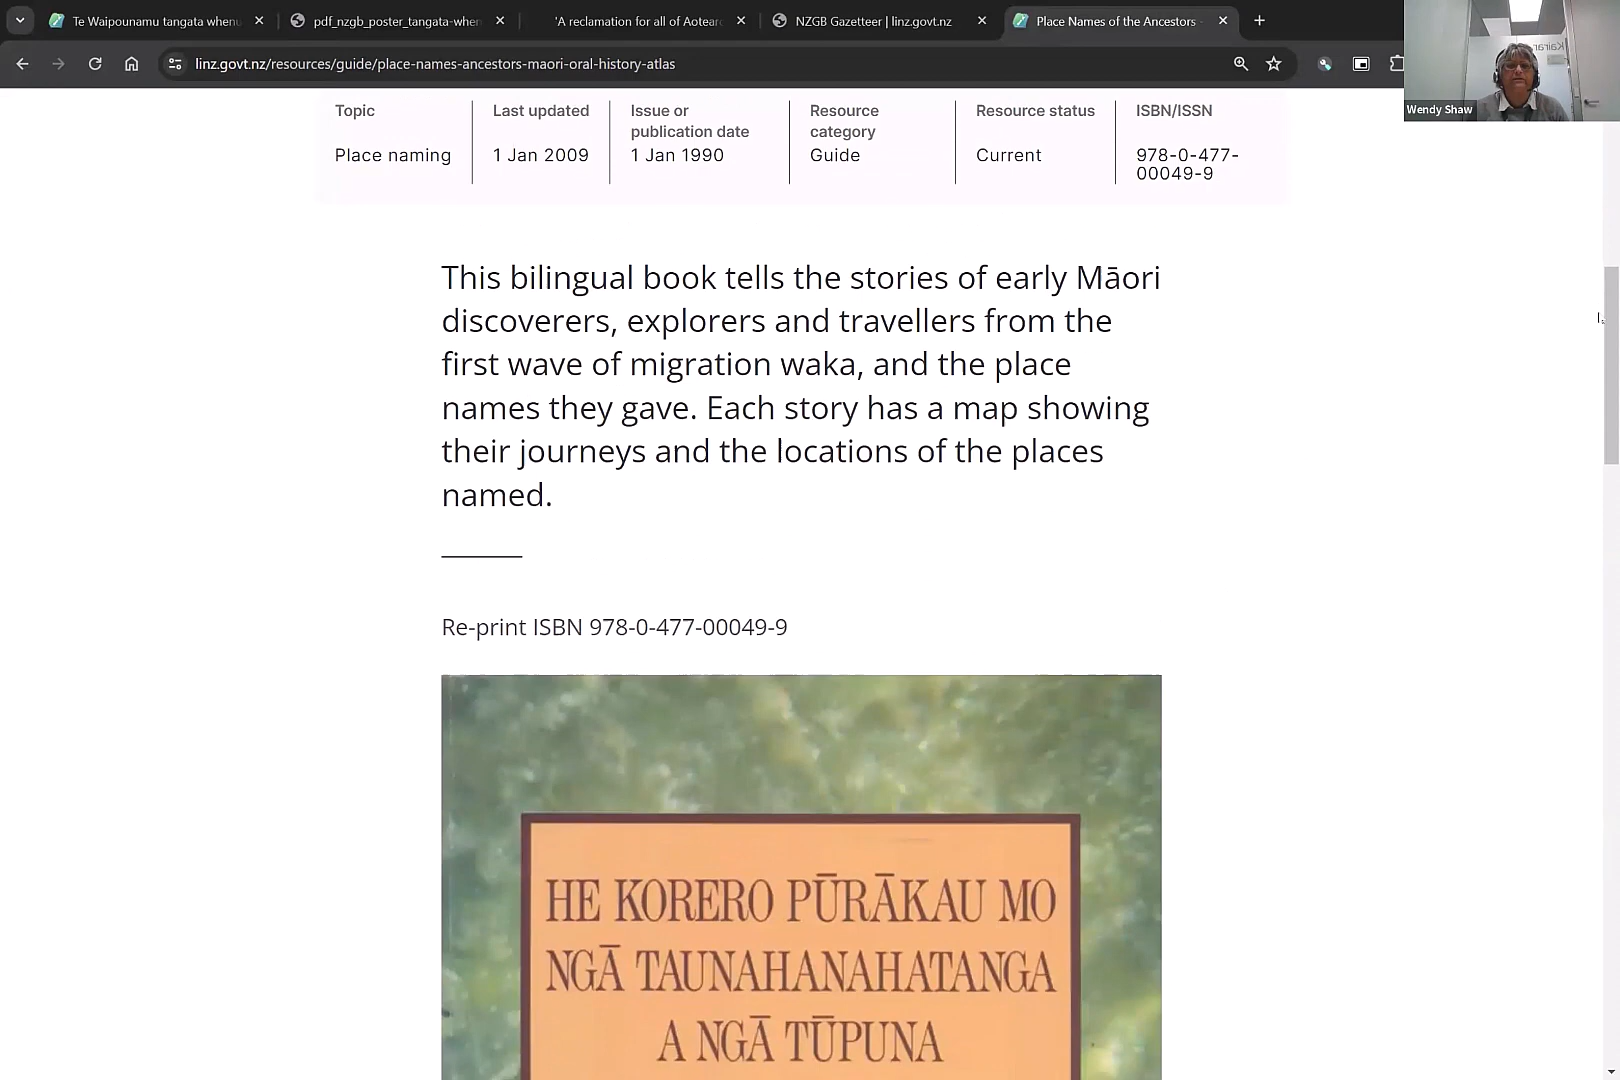 Te Waipounamu tangata whenu
pdf_nzgb_poster_tangata-when
'A reclamation for all of Aotear
NZGB Gazetteer | linz.govt.nz
Place Names of the Ancestors -
linz.govt.nz/resources/guide/place-names-ancestors-maori-oral-history-atlas
Wendy Shaw
Topic
Place naming
Last updated
1 Jan 2009
Issue or
publication date
1 Jan 1990
Resource
category
Guide
Resource status
Current
ISBN/ISSN
978-0-477-
00049-9
This bilingual book tells the stories of early Māori
discoverers, explorers and travellers from the
first wave of migration waka, and the place
names they gave. Each story has a map showing
their journeys and the locations of the places
named.
Re-print ISBN 978-0-477-00049-9
HE KORERO PŪRĀKAU MO
NGĀ TAUNAHANAHATANGA
A NGĀ TŪPUNA